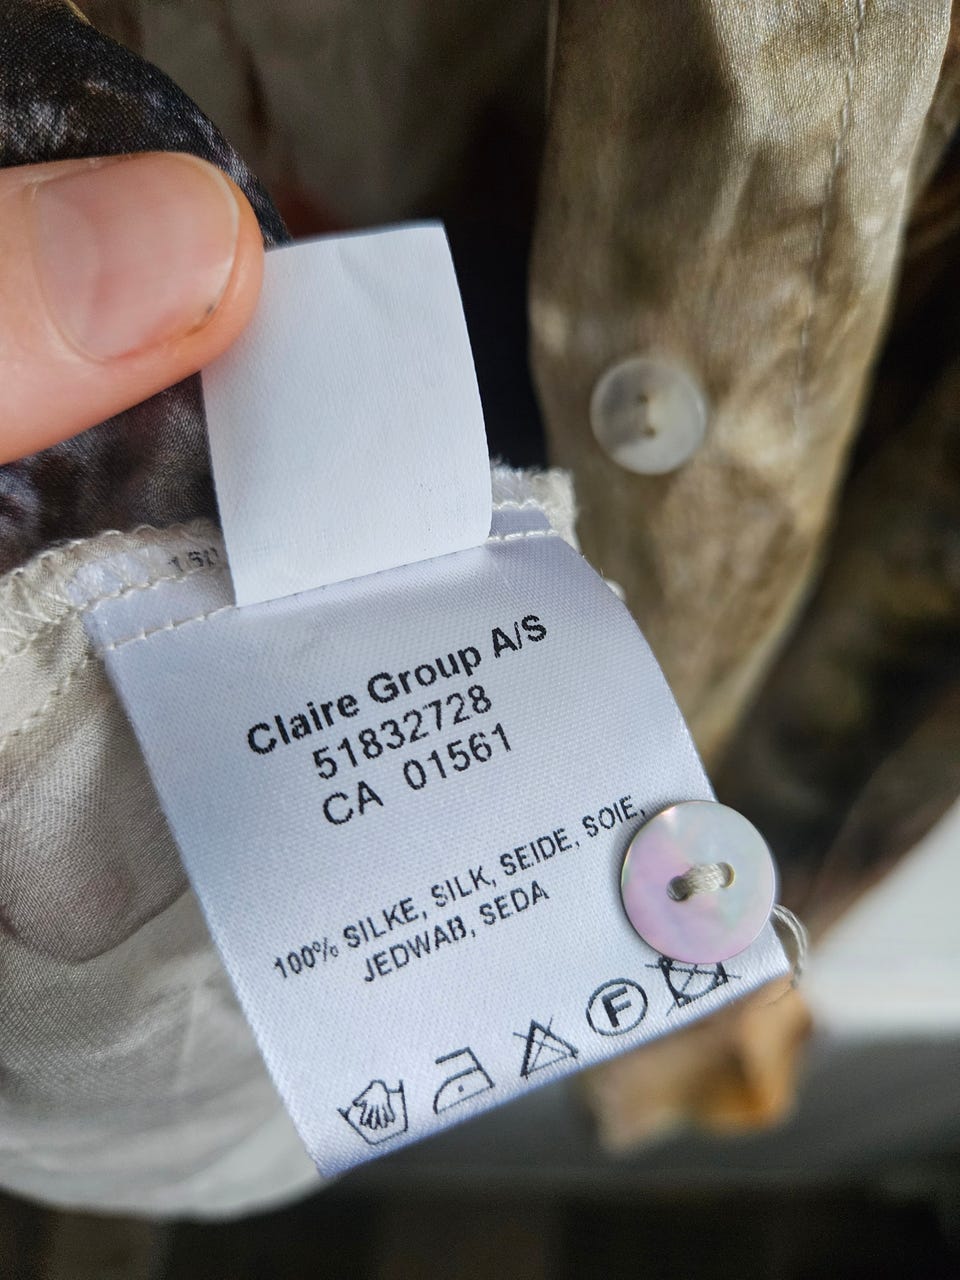 Claire Group A/S
51832728
CA 01561
100% SILKE, SILK, SEIDE, SOIE,
JEDWAB, SEDA
F